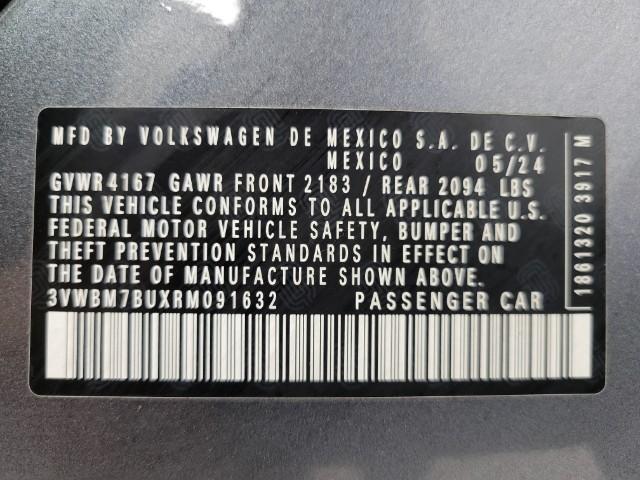 MFD BY VOLKSWAGEN DE MEXICO S.A. DE C.V.
MEXICO 05/24
GVWR 4167 GAWR FRONT 2183 / REAR 2094 LBS
THIS VEHICLE CONFORMS TO ALL APPLICABLE U.S.
FEDERAL MOTOR VEHICLE SAFETY, BUMPER AND
THEFT PREVENTION STANDARDS IN EFFECT ON
THE DATE OF MANUFACTURE SHOWN ABOVE.
3VWBM7BUXRM091632 PASSENGER CAR
1861320 3917 M